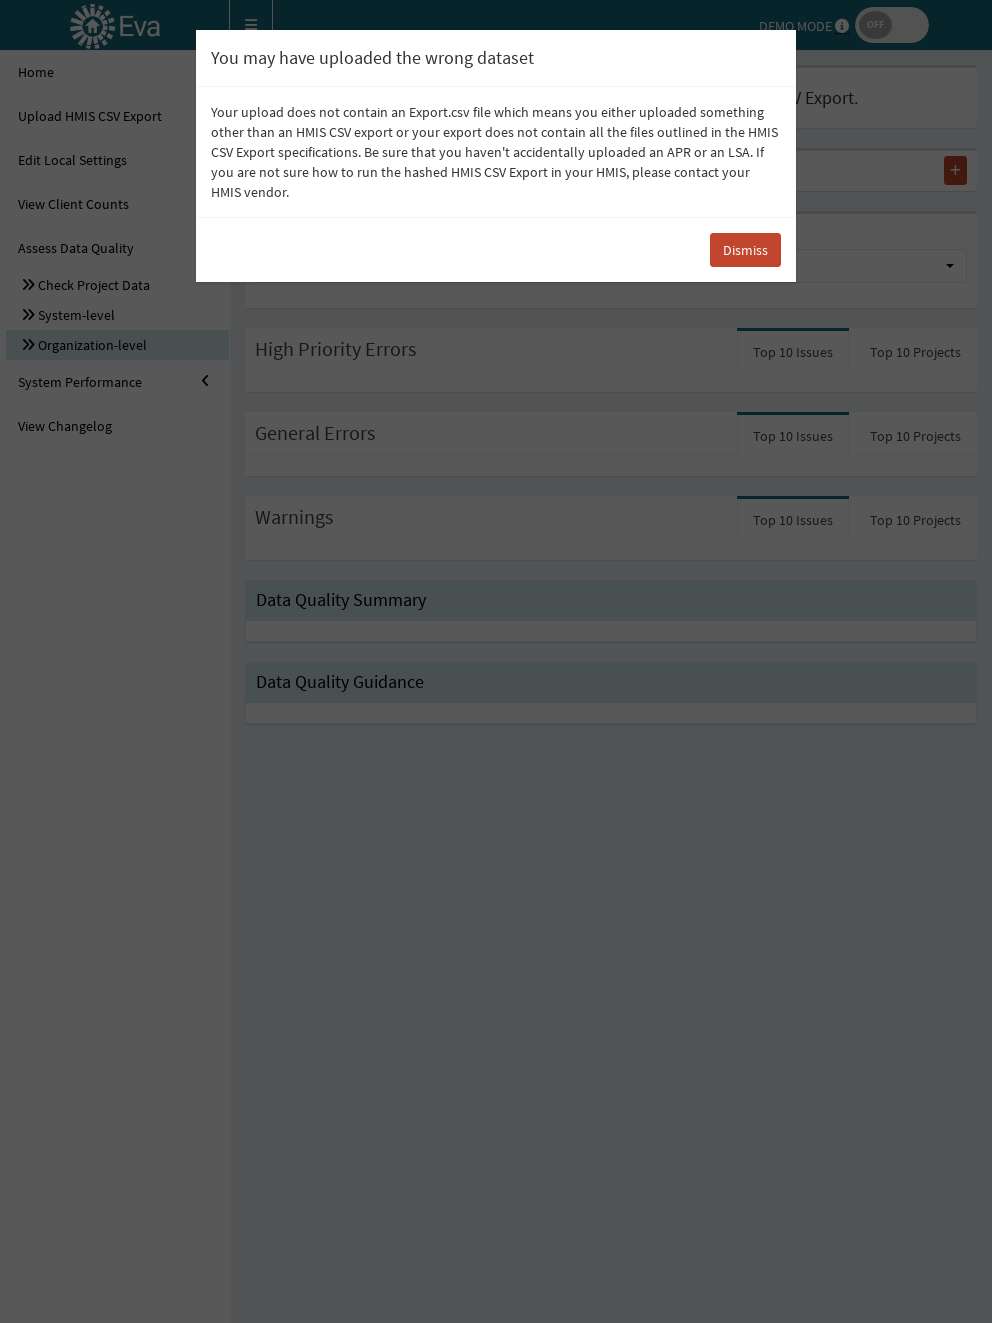 Eva
DEMO MODE
OFF
You may have uploaded the wrong dataset
Your upload does not contain an Export.csv file which means you either uploaded something
other than an HMIS CSV export or your export does not contain all the files outlined in the HMIS
CSV Export specifications. Be sure that you haven't accidentally uploaded an APR or an LSA. If
you are not sure how to run the hashed HMIS CSV Export in your HMIS, please contact your
HMIS vendor.
Dismiss
Export.
Home
Upload HMIS CSV Export
Edit Local Settings
View Client Counts
Assess Data Quality
Check Project Data
System-level
Organization-level
System Performance
View Changelog
High Priority Errors
Top 10 Issues
Top 10 Projects
General Errors
Top 10 Issues
Top 10 Projects
Warnings
Top 10 Issues
Top 10 Projects
Data Quality Summary
Data Quality Guidance